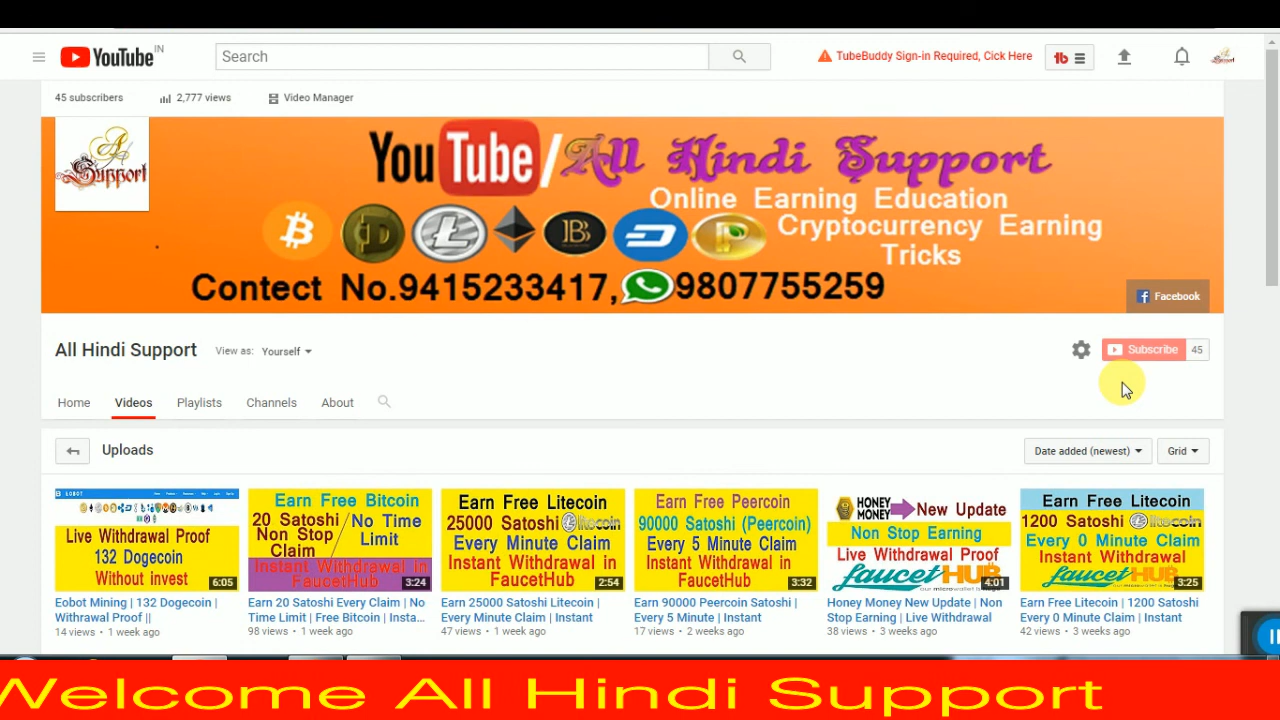 YouTube IN
Search
TubeBuddy Sign-in Required, Cick Here
tb
45 subscribers
2,777 views
Video Manager
A Support
YouTube/All Hindi Support
Online Earning Education
Cryptocurrency Earning
Tricks
Contect No.9415233417, 9807755259
Facebook
All Hindi Support
View as: Yourself
Subscribe 45
Home
Videos
Playlists
Channels
About
Uploads
Date added (newest)
Grid
Live Withdrawal Proof
132 Dogecoin
Without invest
6:05
Eobot Mining | 132 Dogecoin |
Withrawal Proof ||
14 views • 1 week ago
Earn Free Bitcoin
20 Satoshi
Non Stop
Claim
/No Time
Limit
Instant Withdrawal in
FaucetHub
3:24
Earn 20 Satoshi Every Claim | No
Time Limit | Free Bitcoin | Insta...
98 views • 1 week ago
Earn Free Litecoin
25000 Satoshi litecoin
Every Minute Claim
Instant Withdrawal in
FaucetHub
2:54
Earn 25000 Satoshi Litecoin |
Every Minute Claim | Instant
47 views • 1 week ago
Earn Free Peercoin
90000 Satoshi (Peercoin)
Every 5 Minute Claim
Instant Withdrawal in
FaucetHub
3:32
Earn 90000 Peercoin Satoshi |
Every 5 Minute | Instant
17 views • 2 weeks ago
HONEY
MONEY
New Update
Non Stop Earning
Live Withdrawal Proof
faucetHUB
4:01
Honey Money New Update | Non
Stop Earning | Live Withdrawal
38 views • 3 weeks ago
Earn Free Litecoin
1200 Satoshi litecoin
Every 0 Minute Claim
Instant Withdrawal
faucetHUB
3:25
Earn Free Litecoin | 1200 Satoshi
Every 0 Minute Claim | Instant
42 views • 3 weeks ago
Welcome All Hindi Support